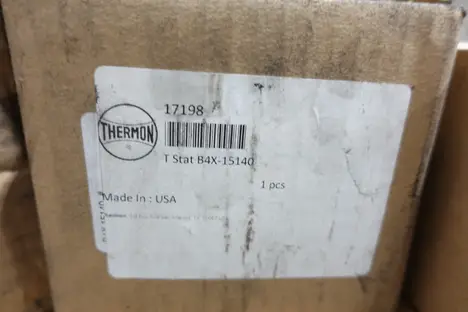 17198
THERMON
T Stat B4X-15140
1 pcs
Made In : USA